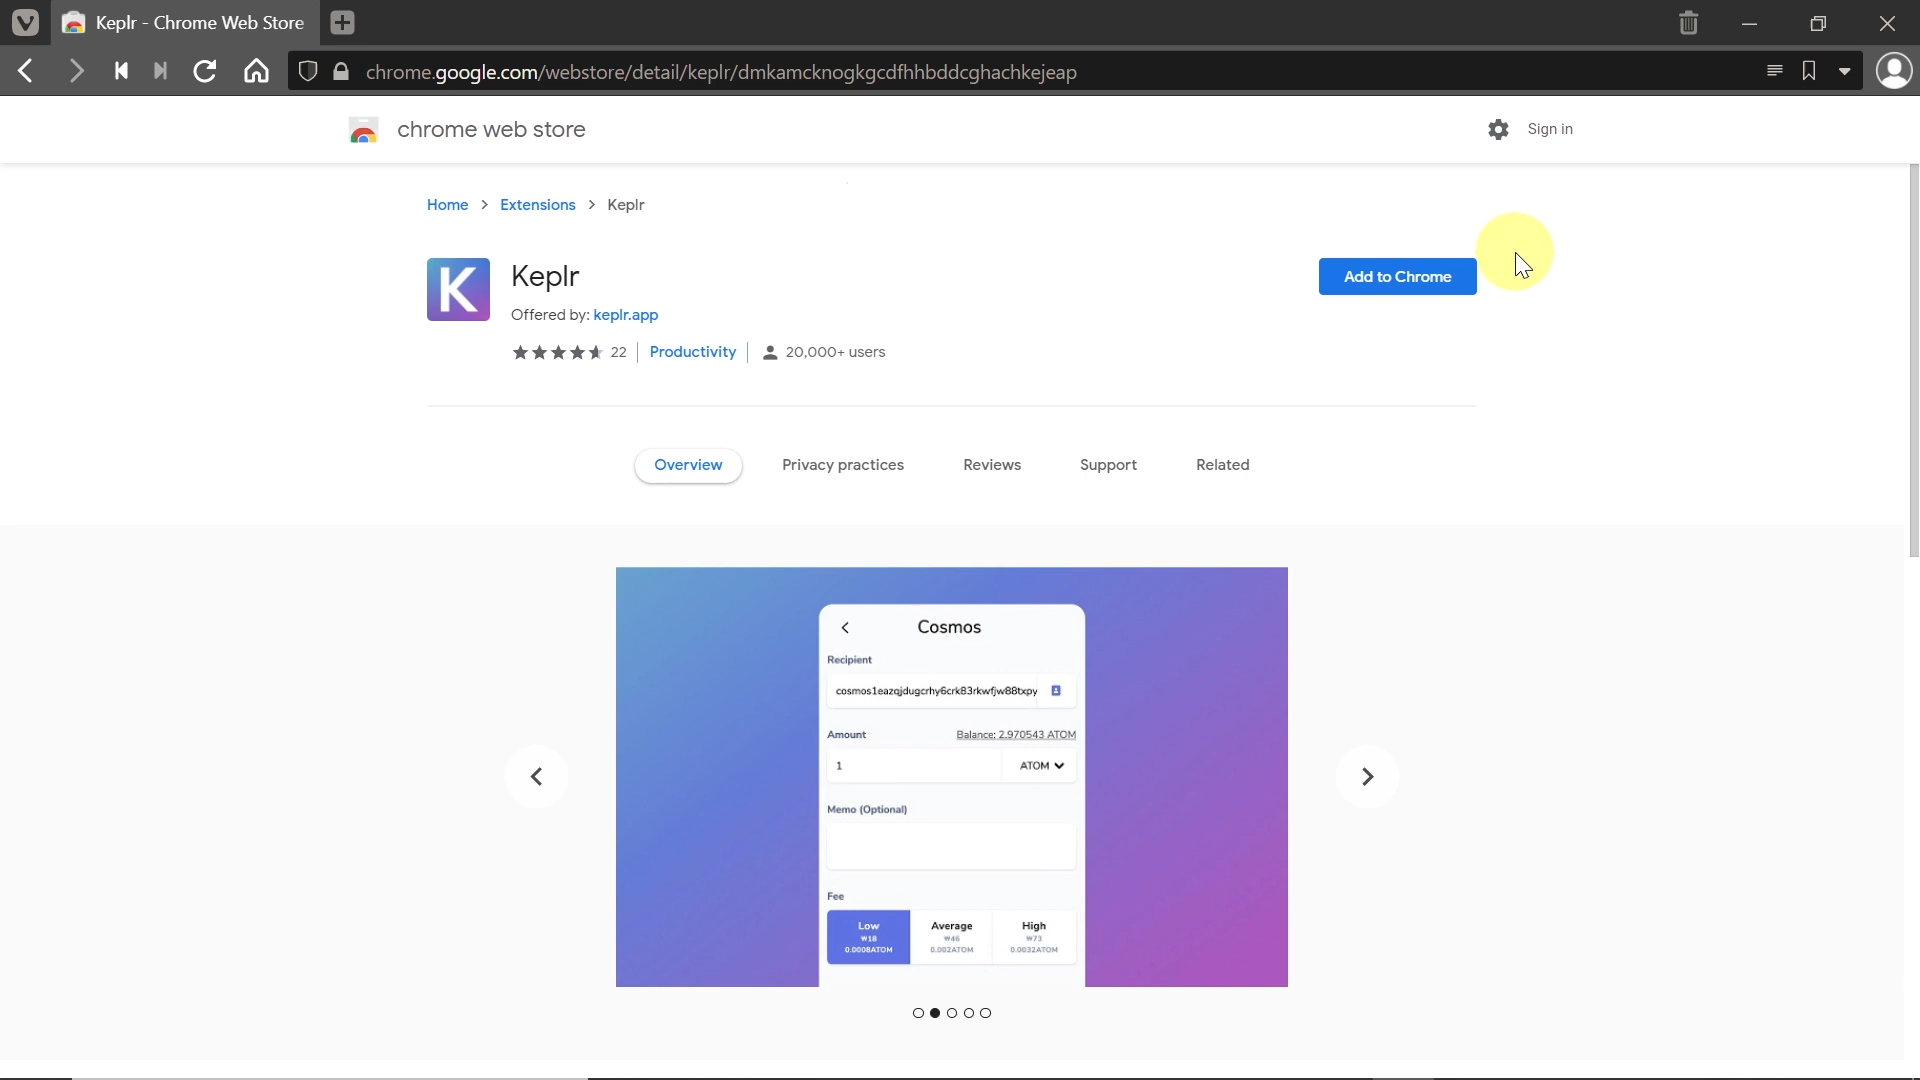 Keplr - Chrome Web Store
chrome.google.com/webstore/detail/keplr/dmkamcknogkgcdfhhbddcghachkejeap
chrome web store
Sign in
Home > Extensions > Keplr
K
Keplr
Add to Chrome
Offered by: keplr.app
22
Productivity
20,000+ users
Overview
Privacy practices
Reviews
Support
Related
Cosmos
Recipient
cosmos1eazqjdugcrhy6crk83rkwfjw88txpy
Amount
Balance: 2.970543 ATOM
1
ATOM
Memo (Optional)
Fee
Low
Average
High
₩18
₩46
₩73
0.0008ATOM
0.002ATOM
0.0032ATOM